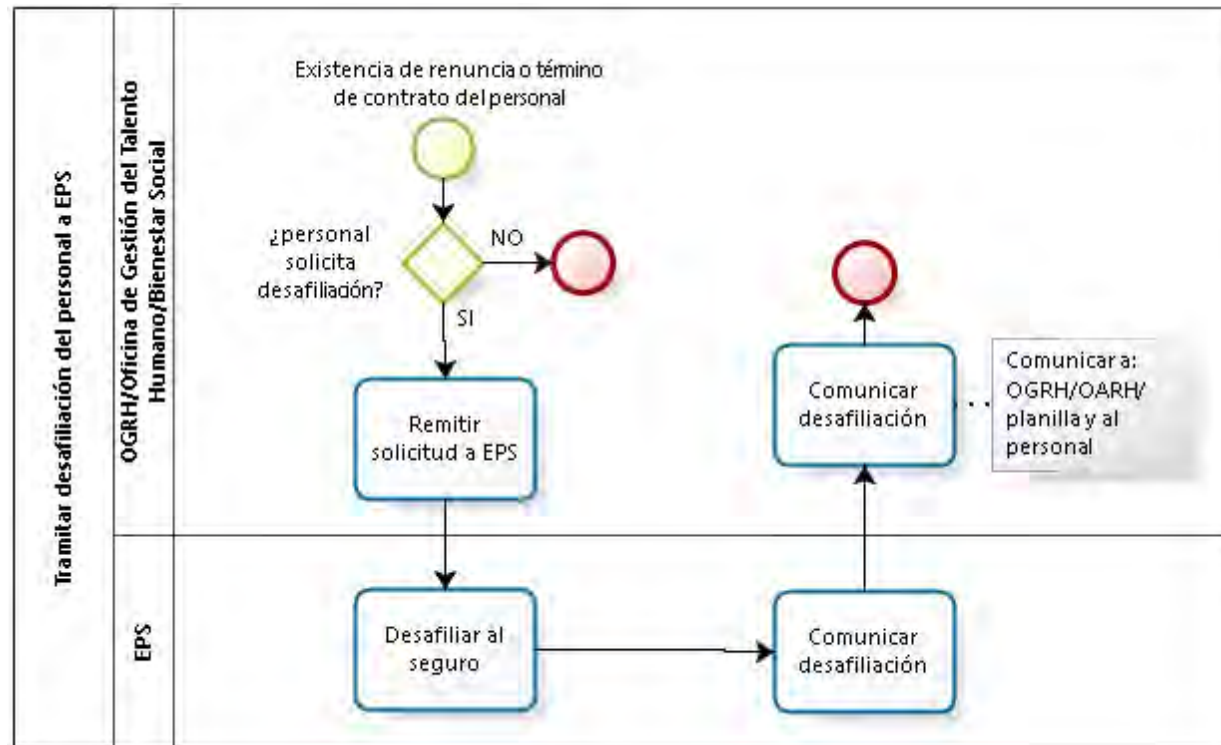 Tramitar desafiliación del personal a EPS
OGRH/Oficina de Gestión del Talento
Humano/Bienestar Social
Existencia de renuncia o término
de contrato del personal
¿personal
solicita
desafiliación?
NO
SI
Remitir
solicitud a EPS
Comunicar
desafiliación
Comunicar a:
OGRH/OARH/
planilla y al
personal
EPS
Desafiliar al
seguro
Comunicar
desafiliación